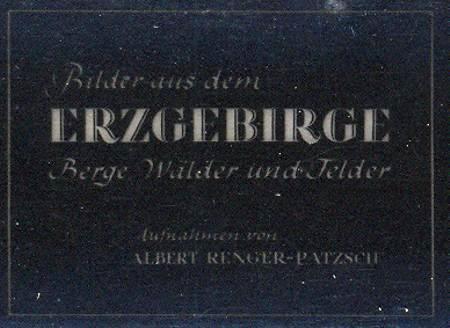 Bilder aus dem
ERZGEBIRGE
Berge Wälder und Felder
Aufnahmen von
ALBERT RENGER-PATZSCH